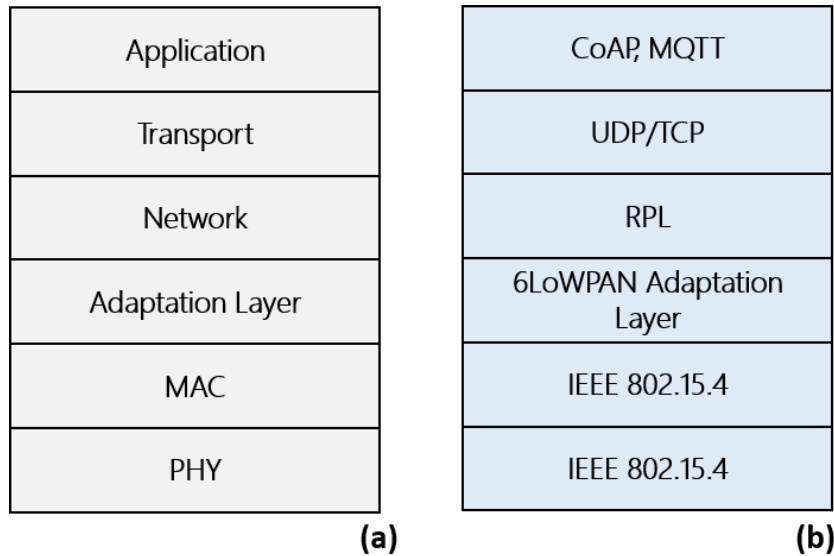 Application
Transport
Network
Adaptation Layer
MAC
PHY
(a)
CoAP, MQTT
UDP/TCP
RPL
6LoWPAN Adaptation
Layer
IEEE 802.15.4
IEEE 802.15.4
(b)